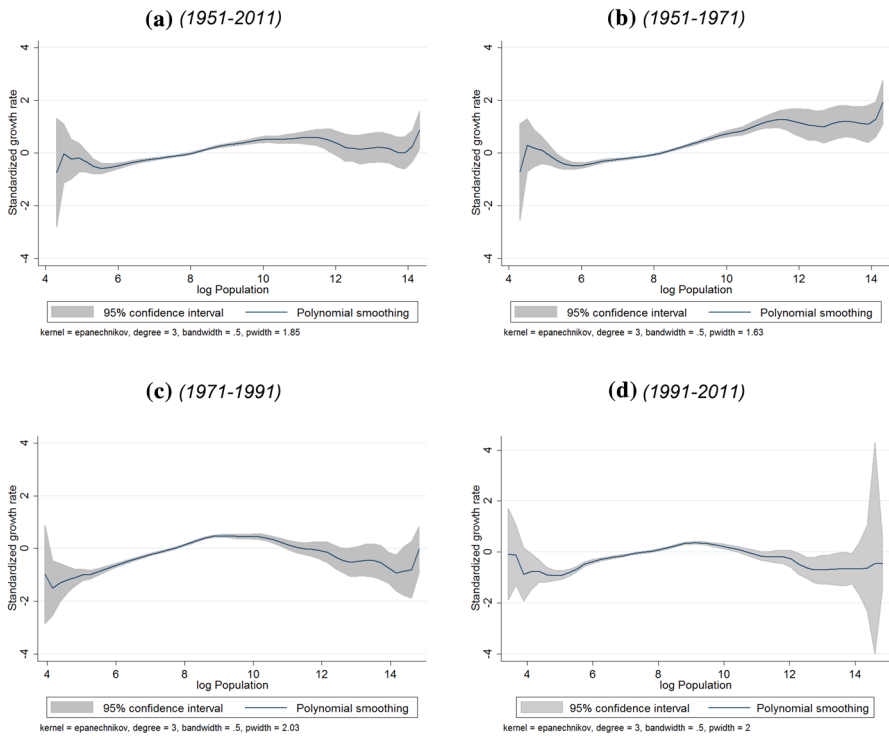 (a) (1951-2011)
4
2
0
-2
-4
Standardized growth rate
4 6 8 10 12 14
log Population
95% confidence interval Polynomial smoothing
kernel = epanechnikov, degree = 3, bandwidth = .5, pwidth = 1.85
(b) (1951-1971)
4
2
0
-2
-4
Standardized growth rate
4 6 8 10 12 14
log Population
95% confidence interval Polynomial smoothing
kernel = epanechnikov, degree = 3, bandwidth = .5, pwidth = 1.63
(c) (1971-1991)
4
2
0
-2
-4
Standardized growth rate
4 6 8 10 12 14
log Population
95% confidence interval Polynomial smoothing
kernel = epanechnikov, degree = 3, bandwidth = .5, pwidth = 2.03
(d) (1991-2011)
4
2
0
-2
-4
Standardized growth rate
4 6 8 10 12 14
log Population
95% confidence interval Polynomial smoothing
kernel = epanechnikov, degree = 3, bandwidth = .5, pwidth = 2